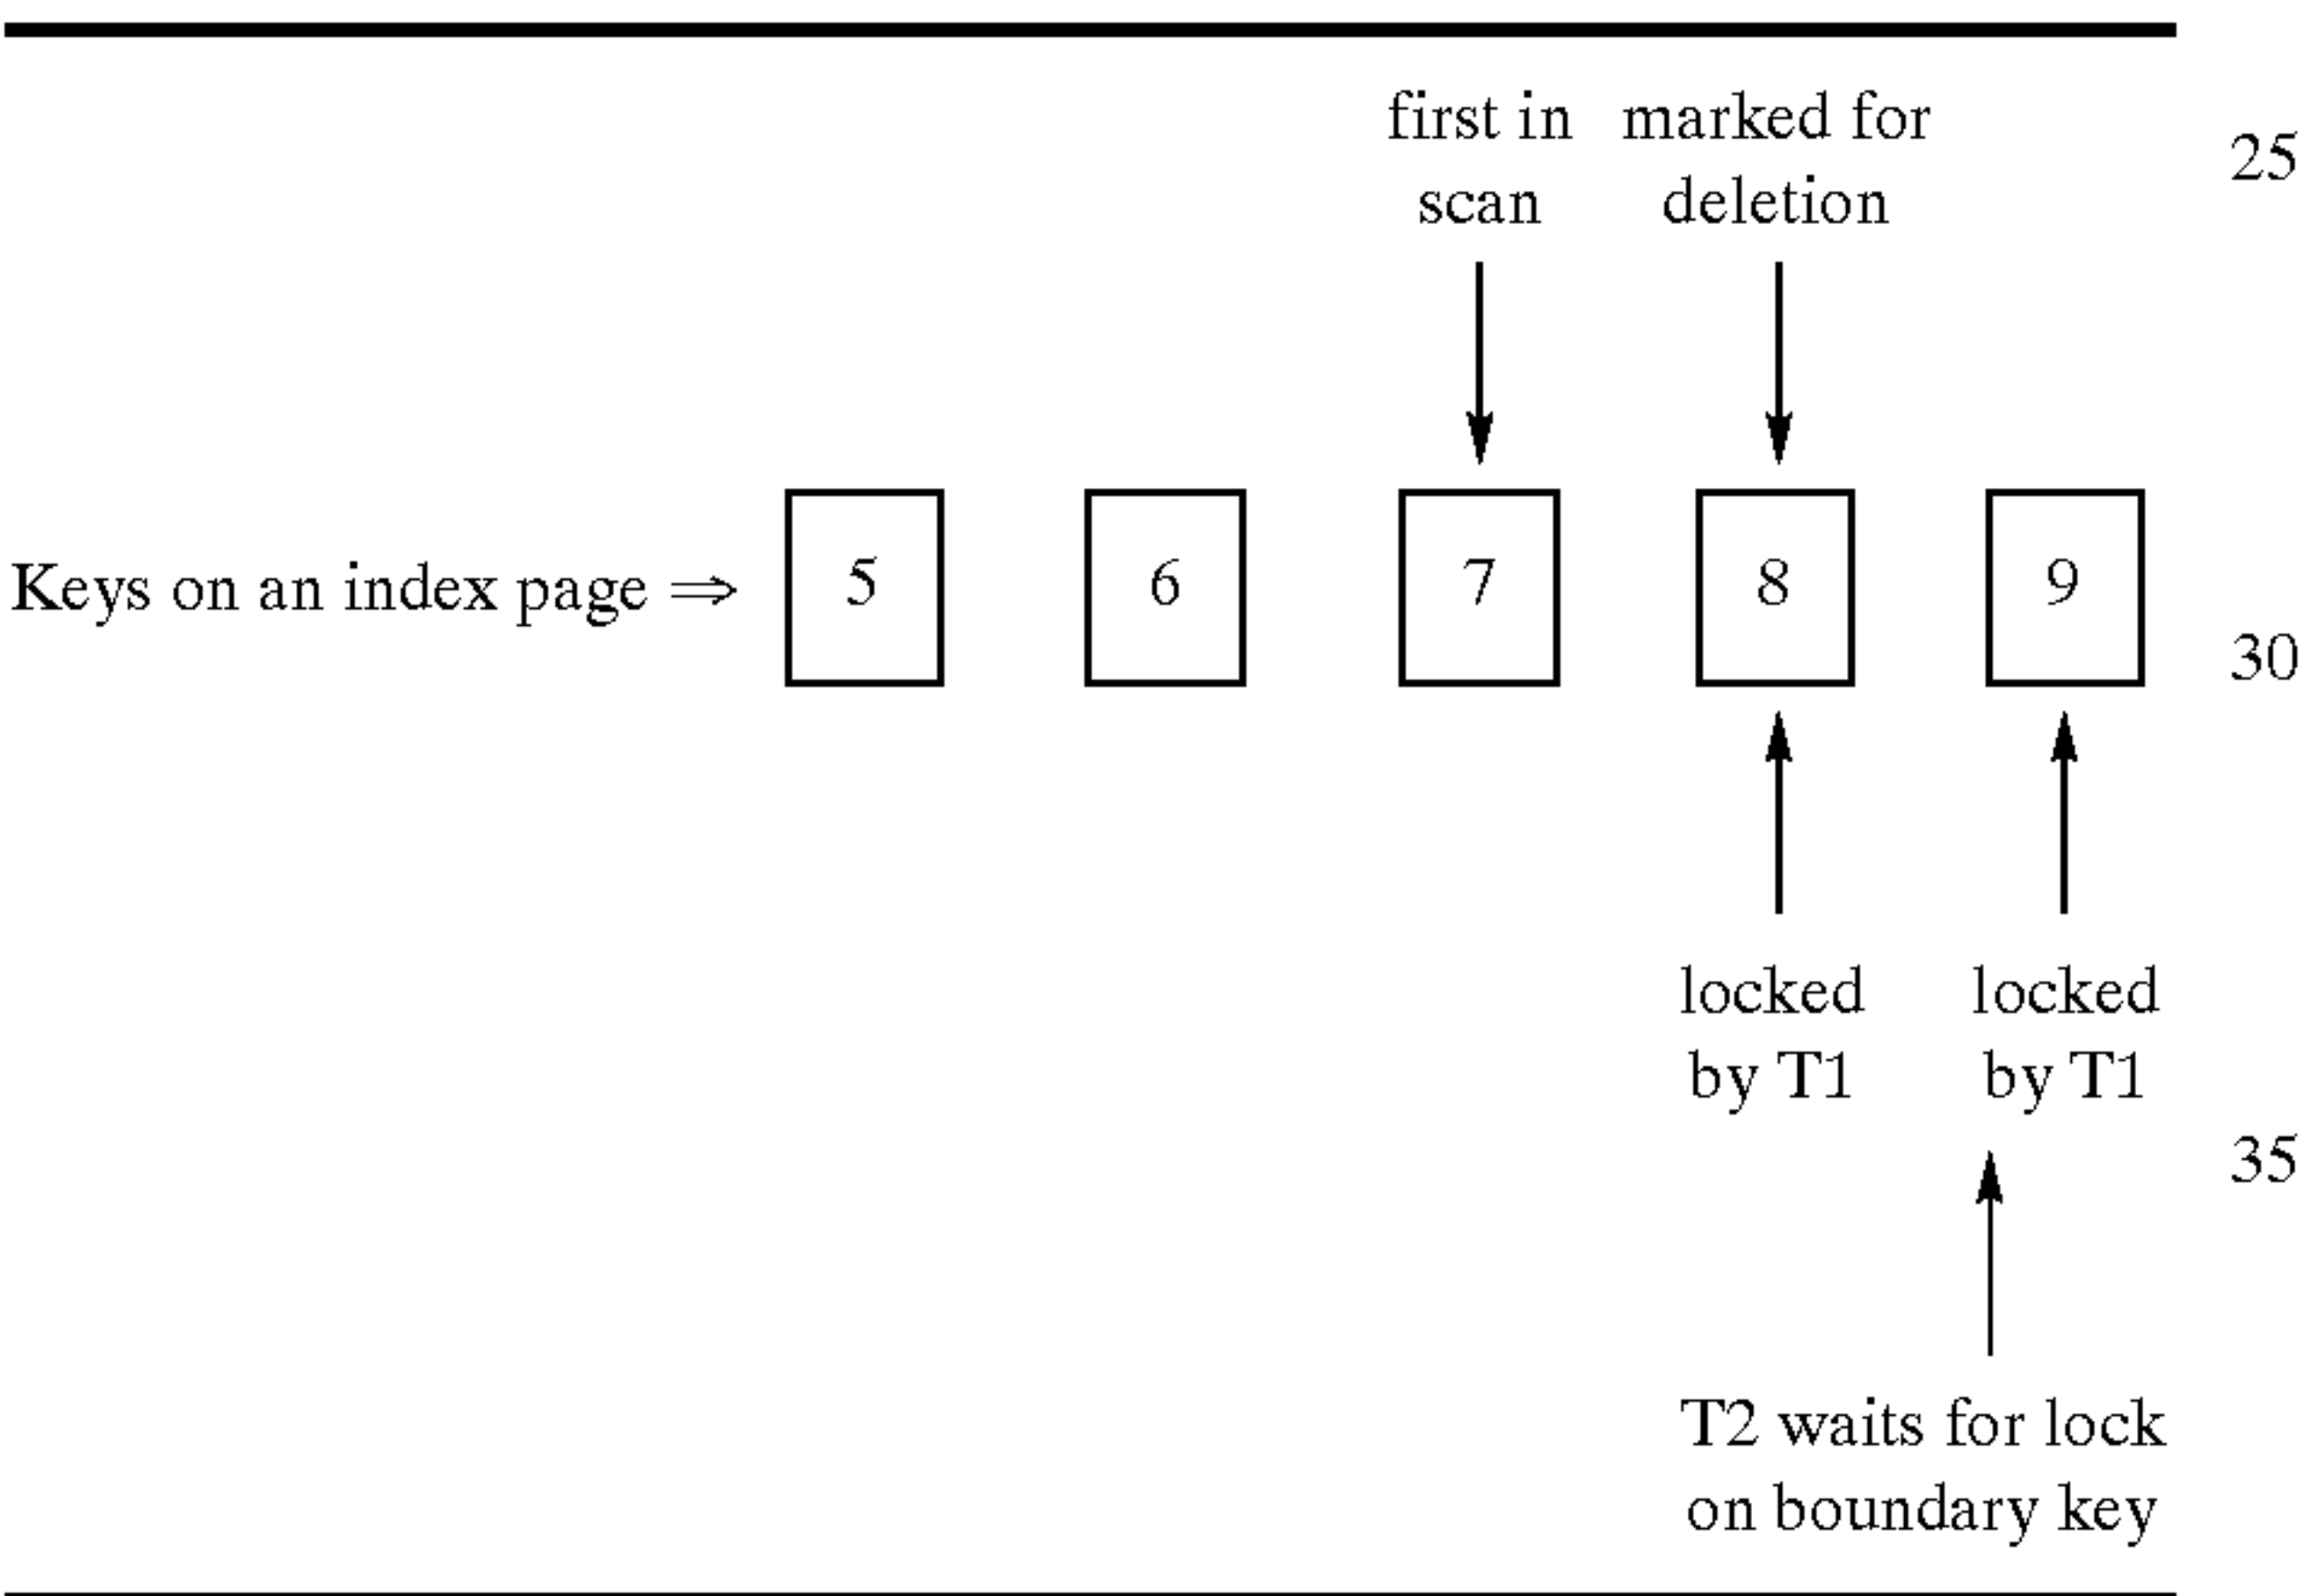 first in marked for
scan deletion
25
Keys on an index page ⇒ 5 6 7 8 9
30
locked locked
by T1 by T1
35
T2 waits for lock
on boundary key